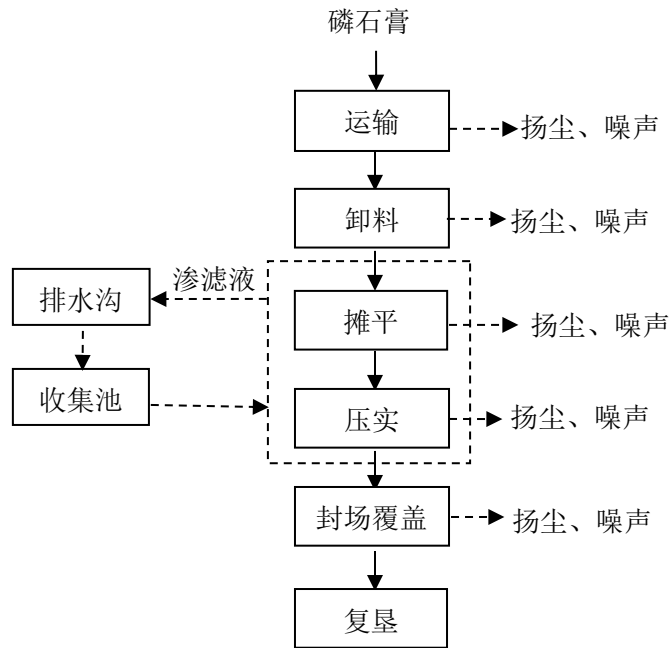 磷石膏
运输
扬尘、噪声
卸料
扬尘、噪声
渗滤液
排水沟
摊平
扬尘、噪声
收集池
压实
扬尘、噪声
封场覆盖
扬尘、噪声
复垦